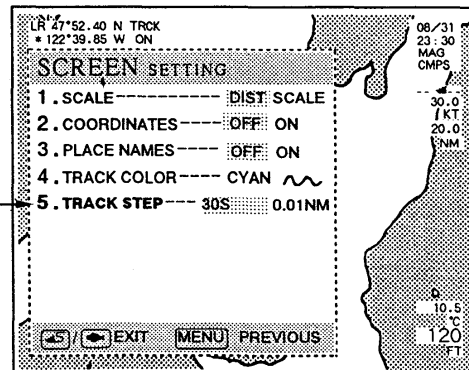 LR 47°52.40 N TRCK
* 122°39.85 W ON
08/31
23:30
MAG
CMPS
SCREEN SETTING
1. SCALE---------- DIST SCALE
2. COORDINATES---- OFF ON
3. PLACE NAMES---- OFF ON
4. TRACK COLOR---- CYAN
5. TRACK STEP--- 30S 0.01NM
30.0
KT
20.0
NM
D
10.5
°C
120
FT
/ EXIT MENU PREVIOUS